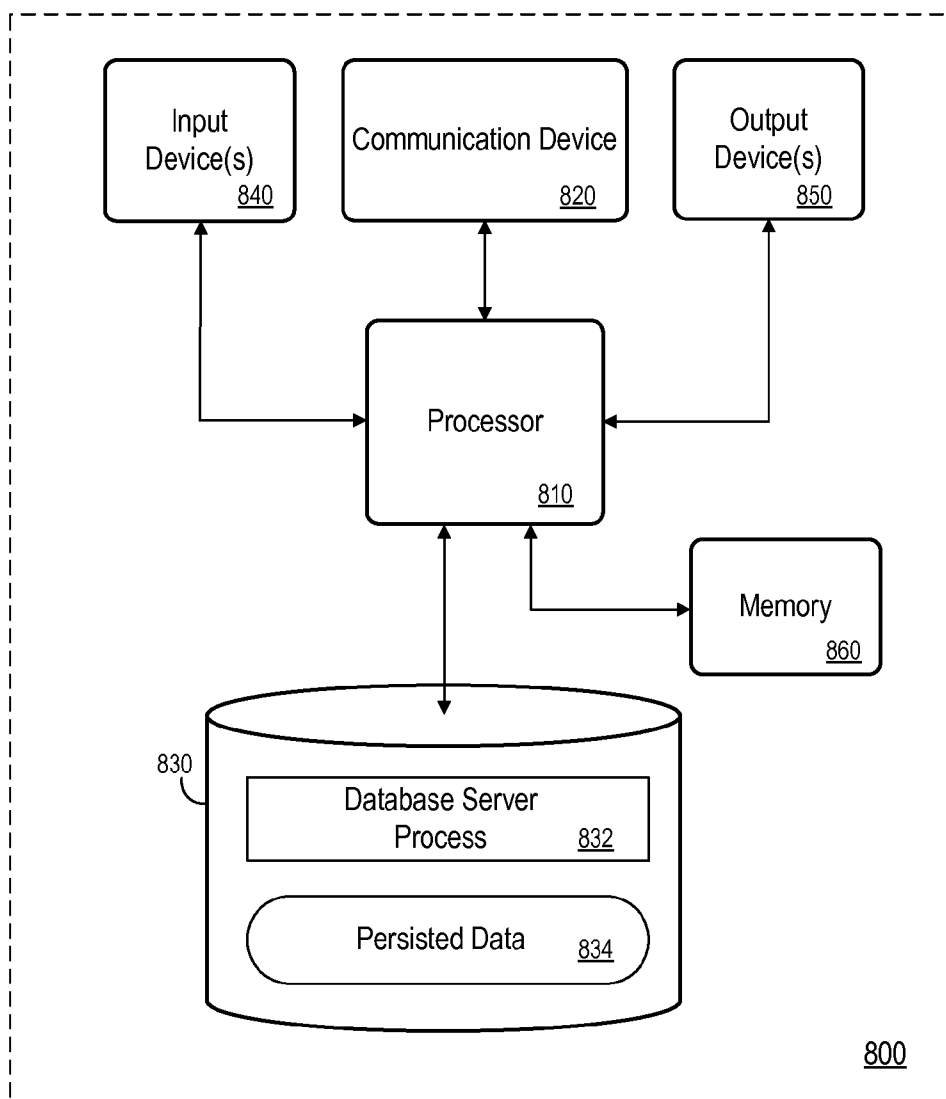 Input
Device(s)
840
Communication Device
820
Output
Device(s)
850
Processor
810
Memory
860
830
Database Server
Process
832
Persisted Data
834
800